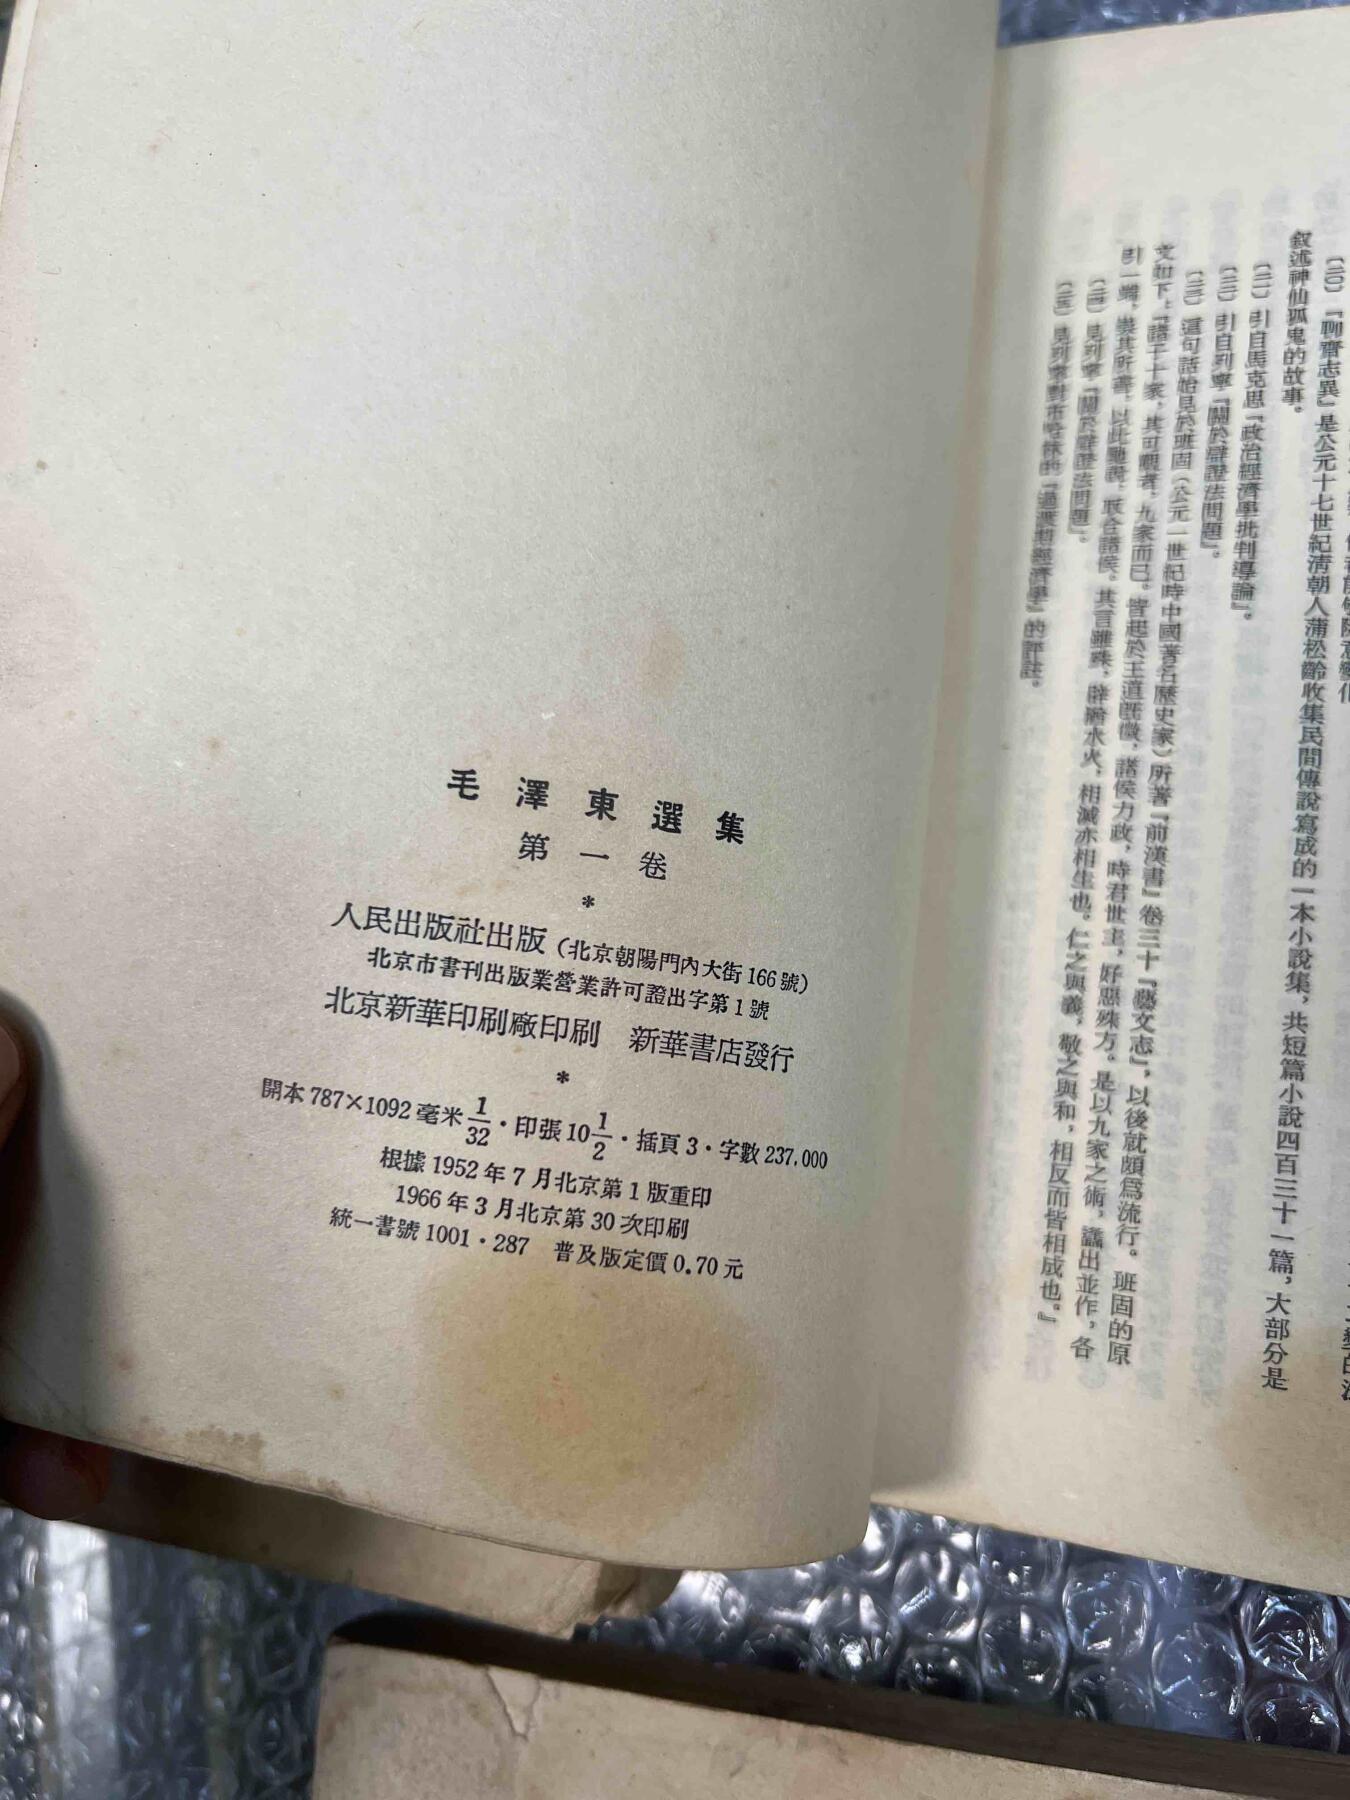 毛澤東選集
第一卷
*
人民出版社出版（北京朝陽門內大街166號）
北京市書刊出版業營業許可證出字第1號
北京新華印刷廠印刷　新華書店發行
*
開本787×1092毫米1/32・印張10 1/2・插頁3・字數237,000
根據1952年7月北京第1版重印
1966年3月北京第30次印刷
統一書號1001・287　普及版定價0.70元
〔二〇〕『聊齋志異』是公元十七世紀清朝人蒲松齡收集民間傳說寫成的一本小說集，共短篇小說四百三十一篇，大部分是
叙述神仙狐鬼的故事。
〔二一〕引自馬克思『政治經濟學批判導論』。
〔二二〕引自列寧『關於辯證法問題』。
〔二三〕這句話始見於班固（公元一世紀時中國著名歷史家）所著『前漢書』卷三十『藝文志』，以後就頗爲流行。班固的原
文如下：『諸子十家，其可觀者，九家而已。皆起於王道既微，諸侯力政，時君世主，好惡殊方。是以九家之術，蠭出並作，各
引一端，崇其所善，以此馳說，取合諸侯。其言雖殊，辟猶水火，相滅亦相生也。仁之與義，敬之與和，相反而皆相成也。』
〔二四〕見列寧『關於辯證法問題』。
〔二五〕見列寧對布哈林的『過渡期經濟學』的評註。